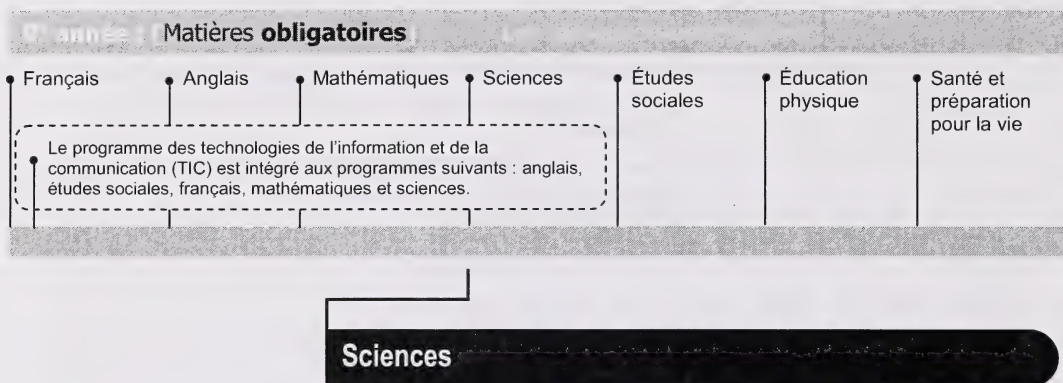 Matières obligatoires
Français
Anglais
Mathématiques
Sciences
Études
sociales
Éducation
physique
Santé et
préparation
pour la vie
Le programme des technologies de l'information et de la
communication (TIC) est intégré aux programmes suivants : anglais,
études sociales, français, mathématiques et sciences.
Sciences